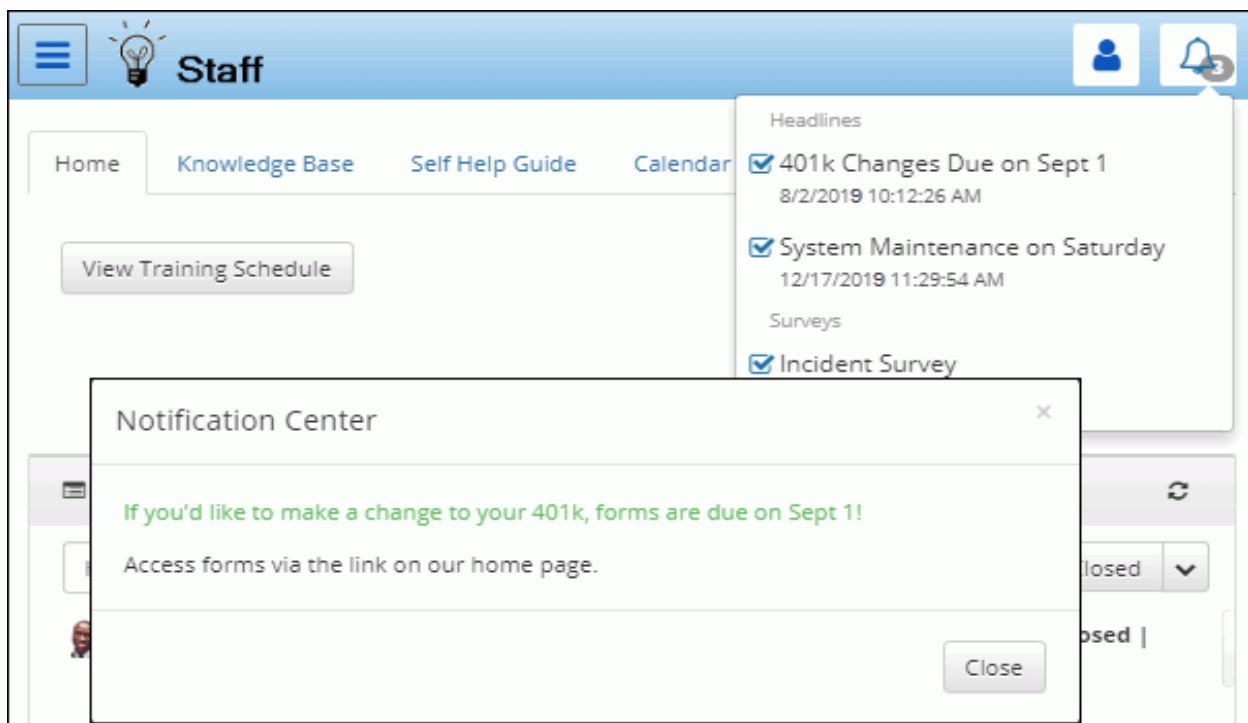 Staff
3
Home
Knowledge Base
Self Help Guide
Calendar
Headlines
401k Changes Due on Sept 1
8/2/2019 10:12:26 AM
System Maintenance on Saturday
12/17/2019 11:29:54 AM
Surveys
Incident Survey
View Training Schedule
Notification Center
×
If you'd like to make a change to your 401k, forms are due on Sept 1!
Access forms via the link on our home page.
Close